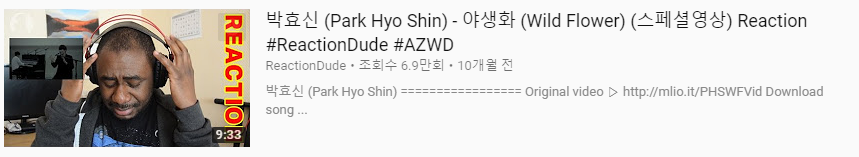 REACTIO
9:33
박효신 (Park Hyo Shin) - 야생화 (Wild Flower) (스페셜영상) Reaction
#ReactionDude #AZWD
ReactionDude • 조회수 6.9만회 • 10개월 전
박효신 (Park Hyo Shin) ================= Original video ▷ http://mlio.it/PHSWFVid Download
song ...